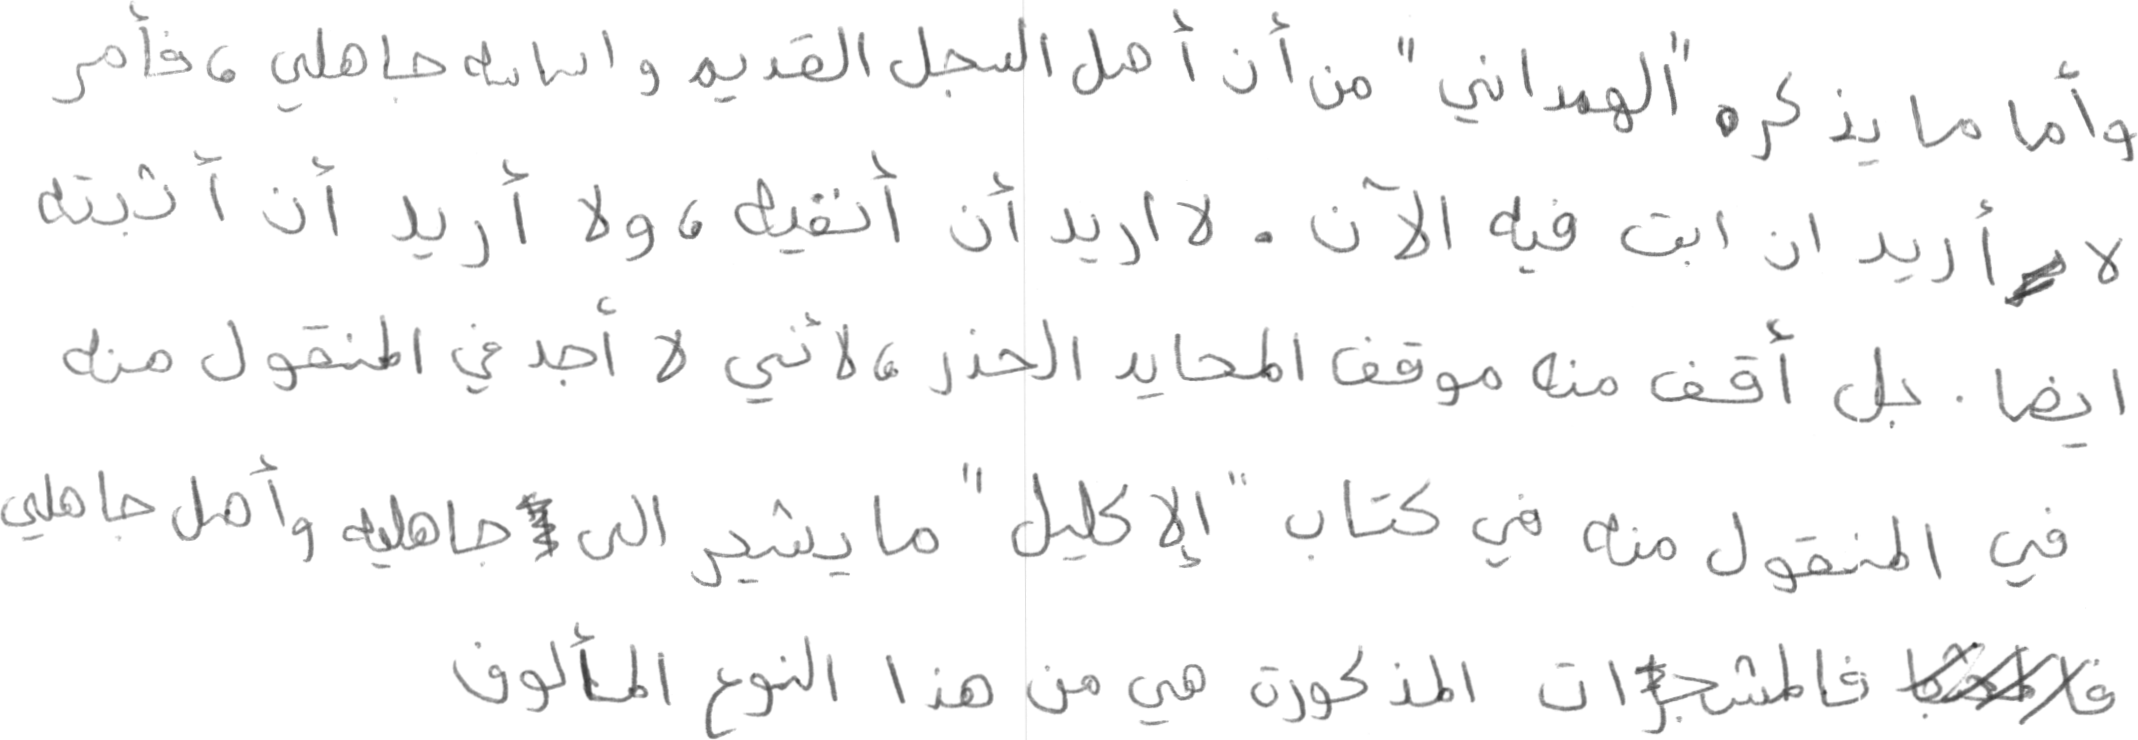 وأما ما يذكره "الهمداني" من أن أصل السجل القديم واساسه جاهلي، فأمر
لا أريد ان ابت فيه الآن. لا اريد أن أنفيه، ولا أريد أن أثبته
ايضا. بل أقف منه موقف المحايد الحذر، لأنني لا أجد في المنقول منه
في المنقول منه في كتاب "الإكليل" ما يشير الى جاهليه وأصل جاهلي
فالمشجرات المذكورة هي من هذا النوع المألوف